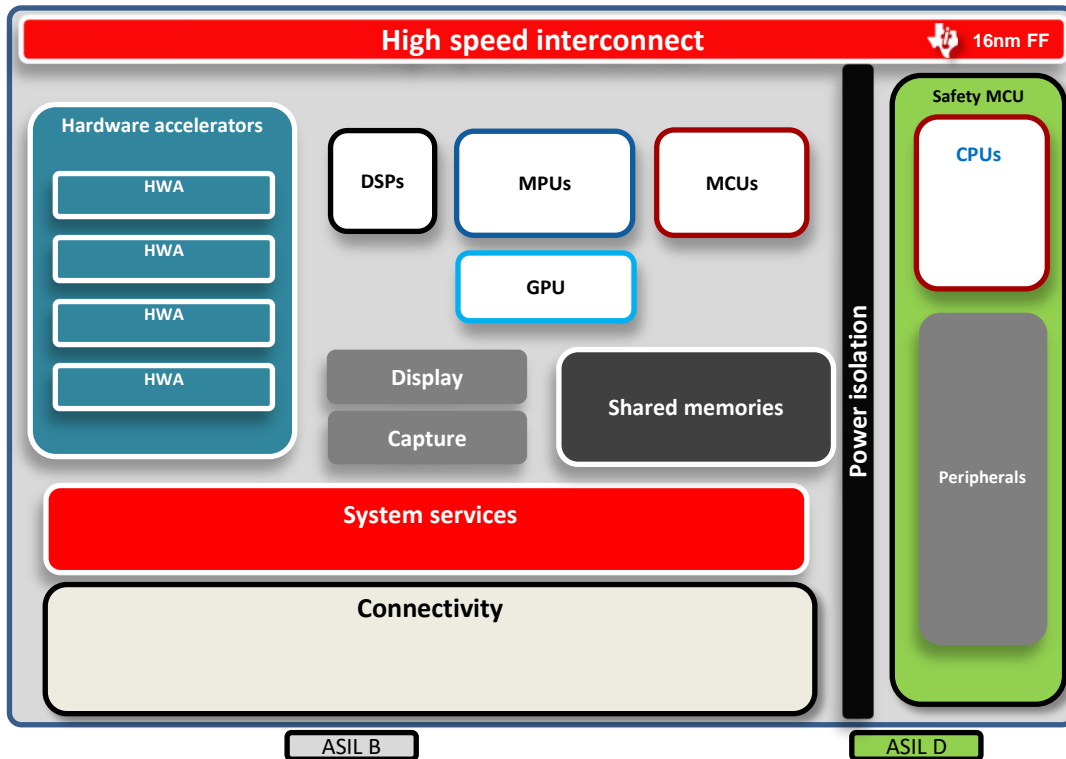 High speed interconnect
16nm FF
Hardware accelerators
HWA
HWA
HWA
HWA
DSPs
MPUs
MCUs
GPU
Display
Capture
Shared memories
System services
Connectivity
Power isolation
Safety MCU
CPUs
Peripherals
ASIL B
ASIL D